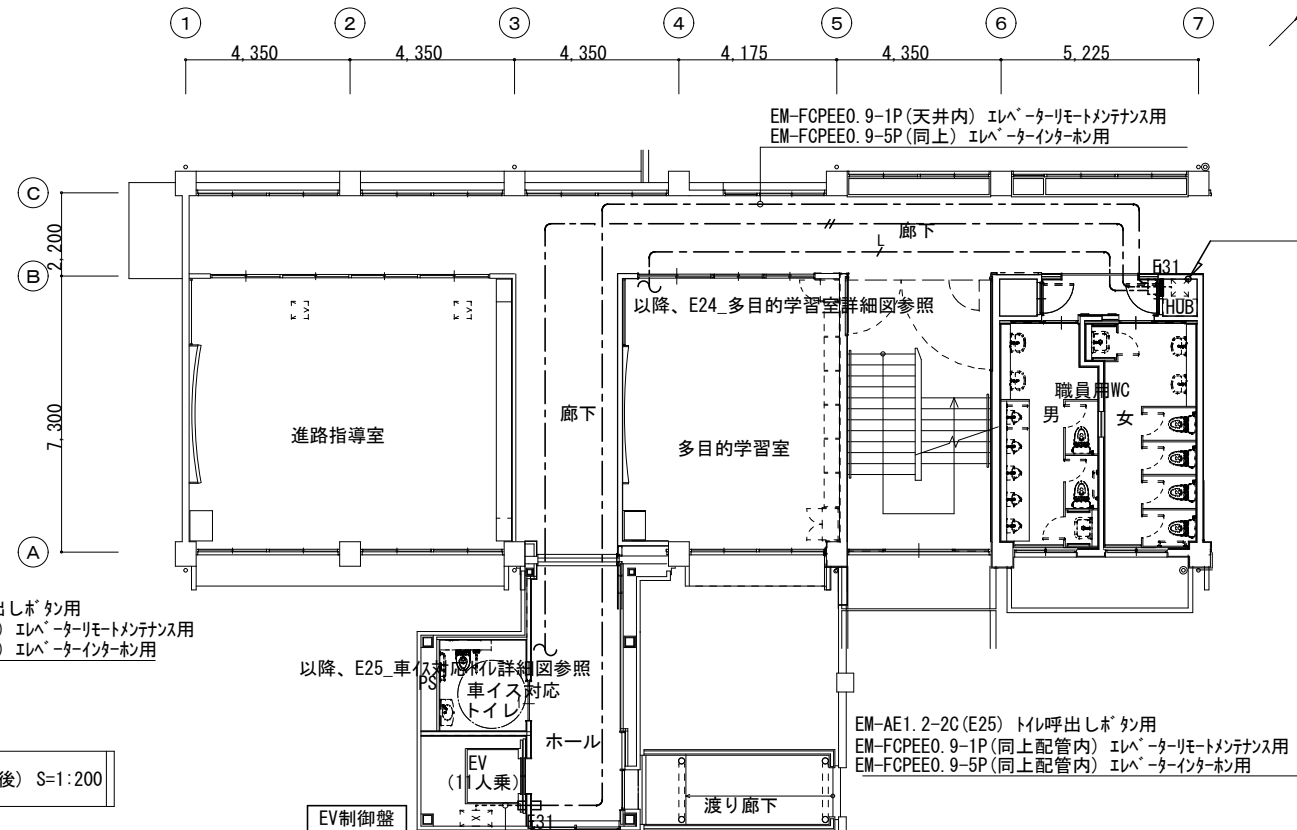 1 2 3 4 5 6 7
4,350 4,350 4,350 4,175 4,350 5,225
EM-FCPEE0.9-1P(天井内) エレベーターリモートメンテナンス用
EM-FCPEE0.9-5P(同上) エレベーターインターホン用
C
2,200
B
7,300
A
廊下
L
E31
HUB
以降、E24_多目的学習室詳細図参照
職員用WC
男
女
廊下
進路指導室
多目的学習室
出しボタン用
) エレベーターリモートメンテナンス用
) エレベーターインターホン用
以降、E25_車イス対応トイレ詳細図参照
PS
車イス対応
トイレ
ホール
EM-AE1.2-2C(E25) トイレ呼出しボタン用
EM-FCPEE0.9-1P(同上配管内) エレベーターリモートメンテナンス用
EM-FCPEE0.9-5P(同上配管内) エレベーターインターホン用
EV
(11人乗)
後) S=1:200
渡り廊下
EV制御盤
E31